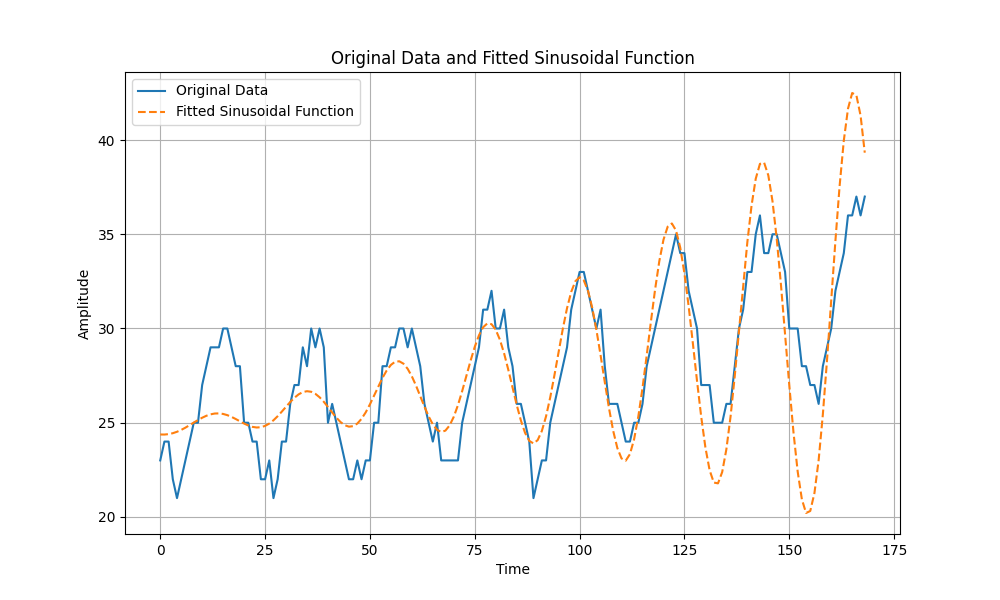 Original Data and Fitted Sinusoidal Function
Original Data
Fitted Sinusoidal Function
40
35
30
25
20
Amplitude
0 25 50 75 100 125 150 175
Time